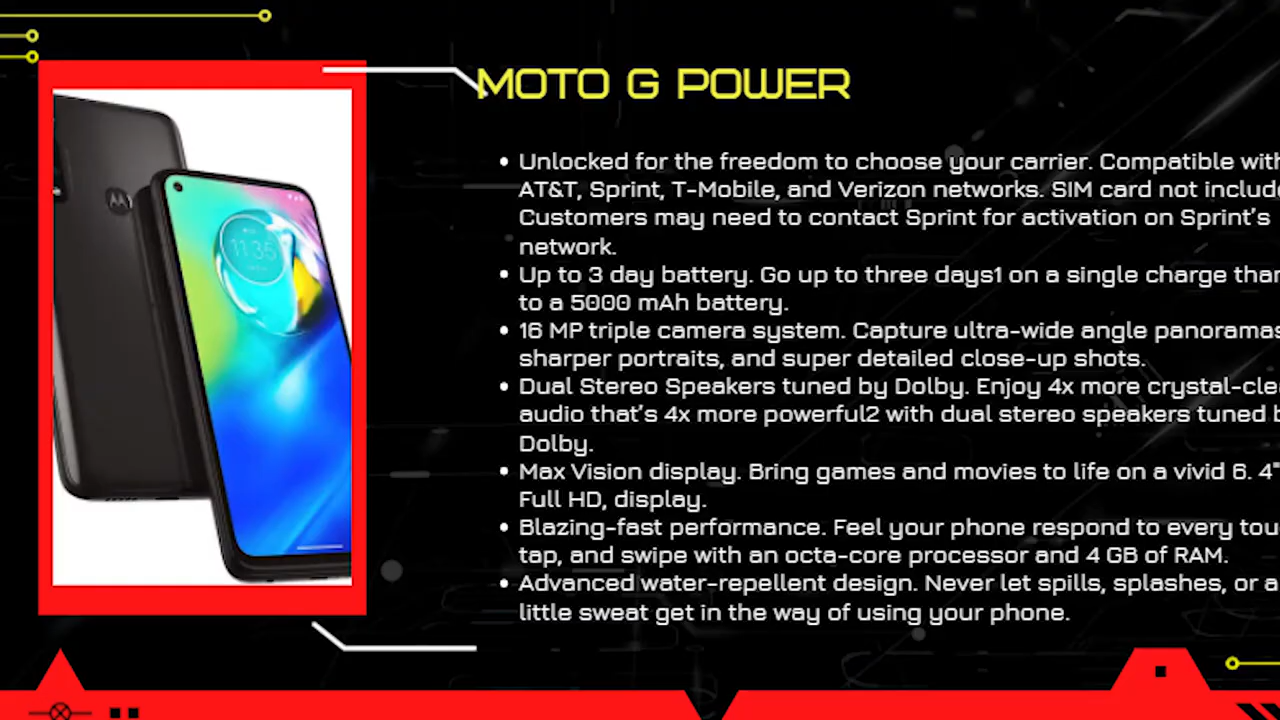 MOTO G POWER
11:35
• Unlocked for the freedom to choose your carrier. Compatible with
AT&T, Sprint, T-Mobile, and Verizon networks. SIM card not include
Customers may need to contact Sprint for activation on Sprint's
network.
• Up to 3 day battery. Go up to three days1 on a single charge than
to a 5000 mAh battery.
• 16 MP triple camera system. Capture ultra-wide angle panoramas
sharper portraits, and super detailed close-up shots.
• Dual Stereo Speakers tuned by Dolby. Enjoy 4x more crystal-clea
audio that's 4x more powerful2 with dual stereo speakers tuned b
Dolby.
• Max Vision display. Bring games and movies to life on a vivid 6. 4"
Full HD, display.
• Blazing-fast performance. Feel your phone respond to every tou
tap, and swipe with an octa-core processor and 4 GB of RAM.
• Advanced water-repellent design. Never let spills, splashes, or a
little sweat get in the way of using your phone.